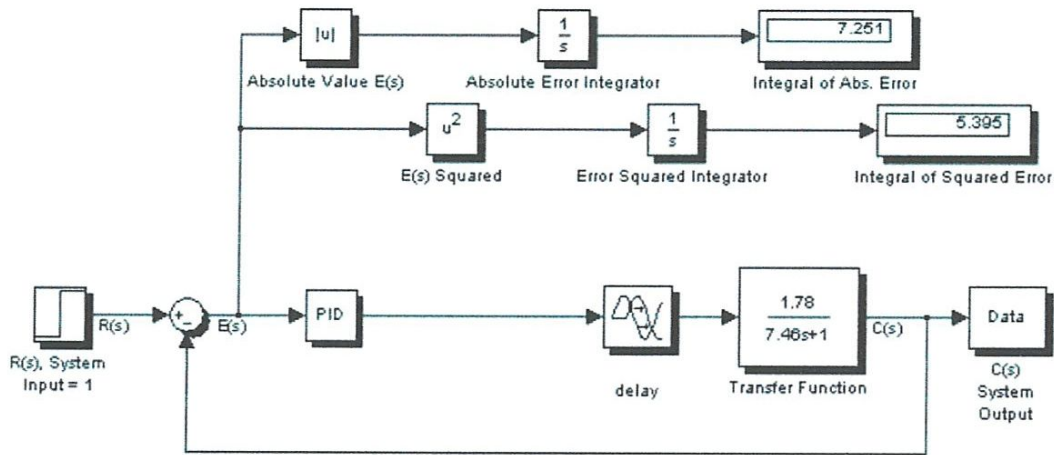 |u|
Absolute Value E(s)
1
s
Absolute Error Integrator
7.251
Integral of Abs. Error
u²
E(s) Squared
1
s
Error Squared Integrator
5.395
Integral of Squared Error
R(s), System
Input = 1
R(s)
+
−
E(s)
PID
delay
1.78
7.46s+1
Transfer Function
C(s)
Data
C(s)
System
Output